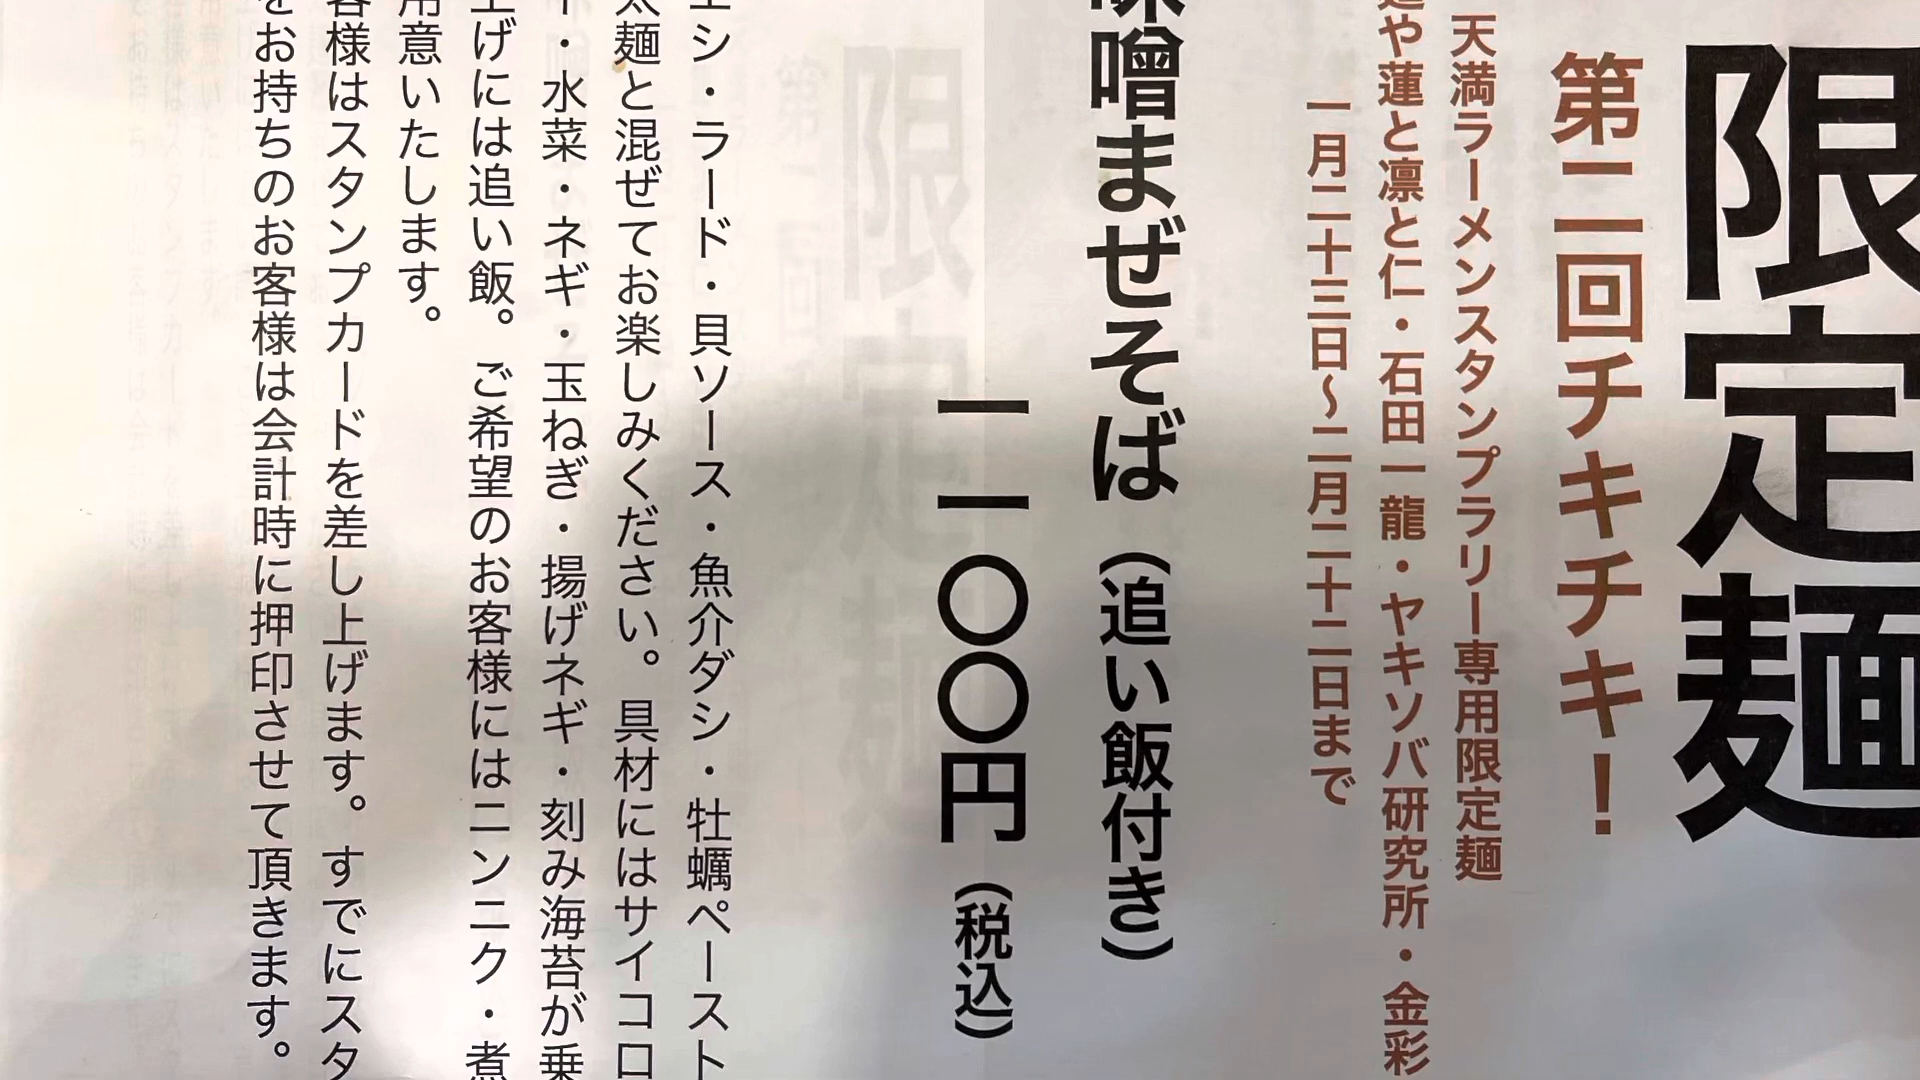 限定麺
第二回チキチキ！
天満ラーメンスタンプラリー専用限定麺
や蓮と凛と仁・石田一龍・ヤキソバ研究所・金彩
一月二十三日〜二月二十二日まで
味噌まぜそば（追い飯付き）
一一〇〇円（税込）
エシ・ラード・貝ソース・魚介ダシ・牡蠣ペースト
太麺と混ぜてお楽しみください。具材にはサイコロ
・水菜・ネギ・玉ねぎ・揚げネギ・刻み海苔が乗
上げには追い飯。ご希望のお客様にはニンニク・煮
用意いたします。
客様はスタンプカードを差し上げます。すでにスタ
をお持ちのお客様は会計時に押印させて頂きます。